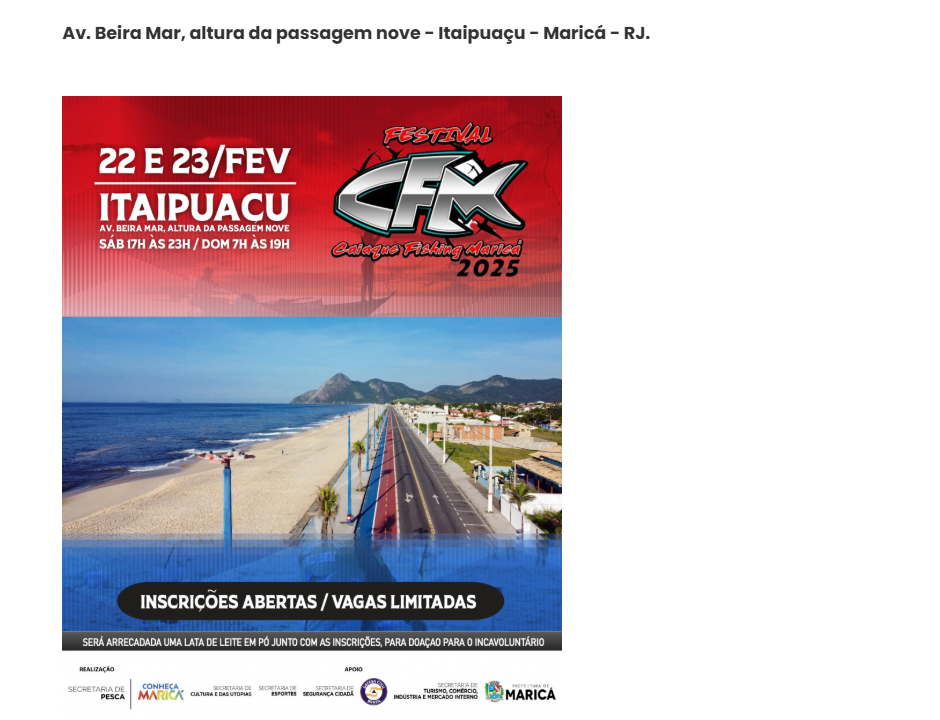 Av. Beira Mar, altura da passagem nove - Itaipuaçu - Maricá - RJ.
22 E 23/FEV
ITAIPUAÇU
AV. BEIRA MAR, ALTURA DA PASSAGEM NOVE
SÁB 17H ÀS 23H / DOM 7H ÀS 19H
FESTIVAL
CFM
Caiaque Fishing Maricá
2025
INSCRIÇÕES ABERTAS / VAGAS LIMITADAS
SERÁ ARRECADADA UMA LATA DE LEITE EM PÓ JUNTO COM AS INSCRIÇÕES, PARA DOAÇAO PARA O INCAVOLUNTÁRIO
REALIZAÇÃO
APOIO
SECRETARIA DE
PESCA
CONHEÇA
MARICÁ
SECRETARIA DE
CULTURA E DAS UTOPIAS
SECRETARIA DE
ESPORTES
SECRETARIA DE
SEGURANÇA CIDADÃ
SECRETARIA DE
TURISMO, COMÉRCIO,
INDÚSTRIA E MERCADO INTERNO
PREFEITURA DE
MARICÁ